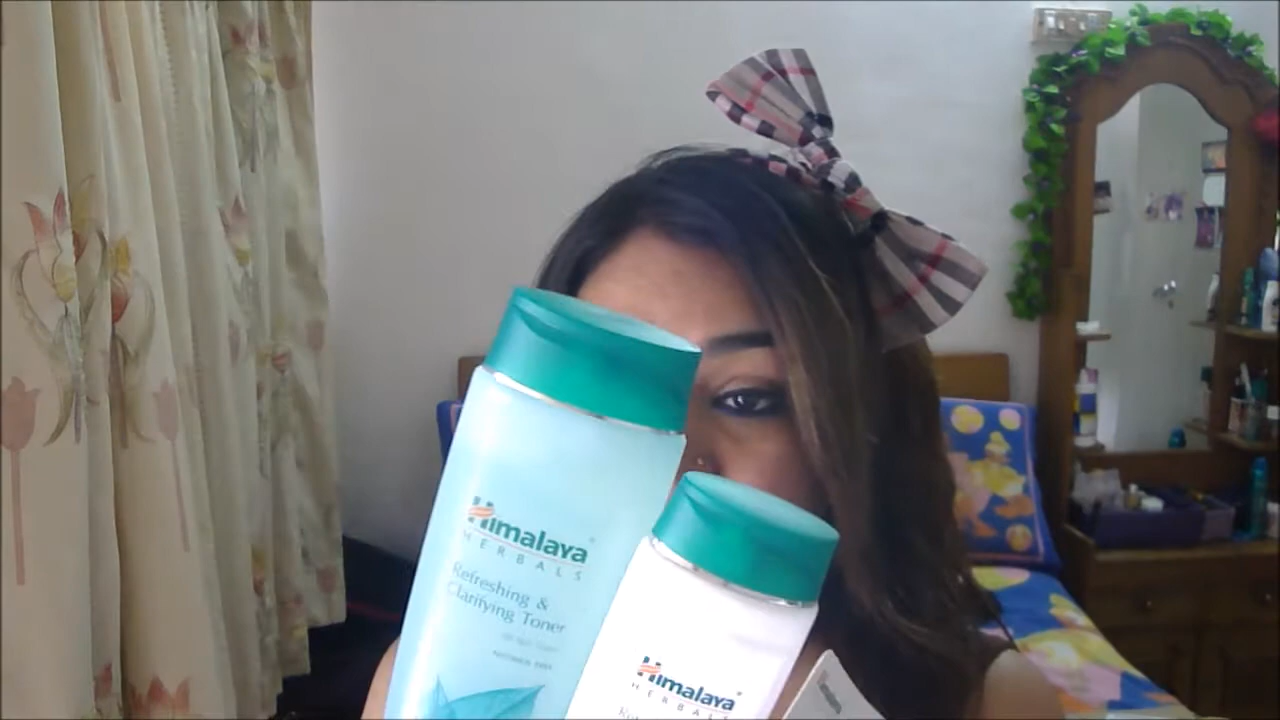 Himalaya
HERBALS
Refreshing &
Clarifying Toner
Himalaya
HERBALS